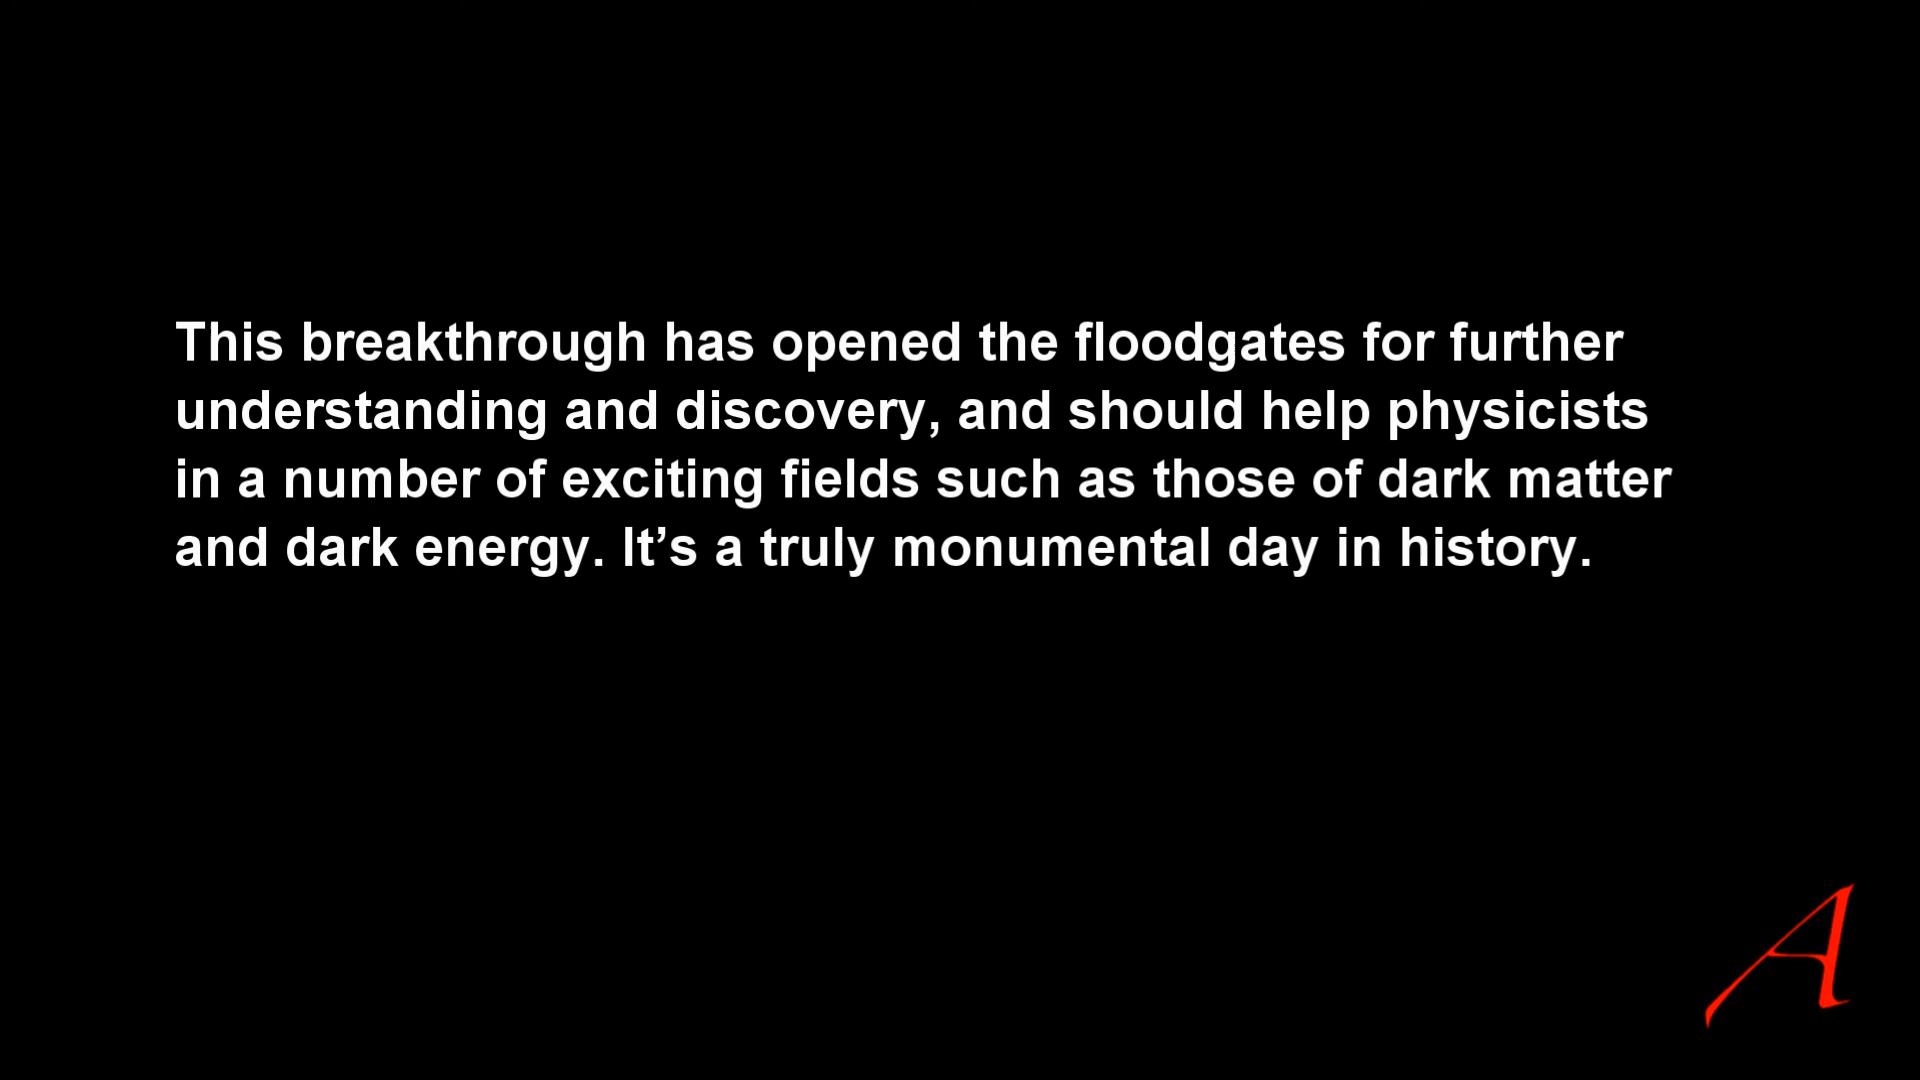 This breakthrough has opened the floodgates for further
understanding and discovery, and should help physicists
in a number of exciting fields such as those of dark matter
and dark energy. It’s a truly monumental day in history.
A